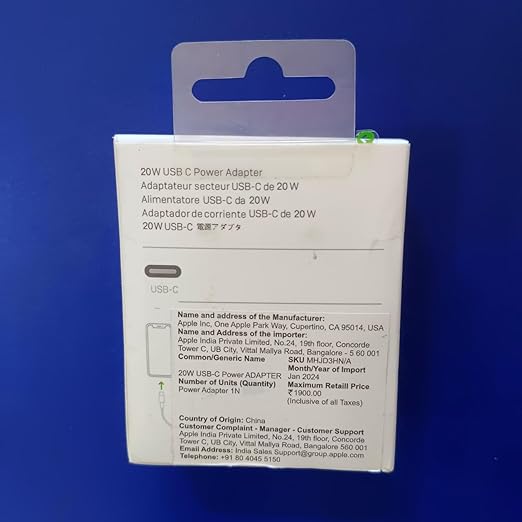 20W USB C Power Adapter
Adaptateur secteur USB-C de 20 W
Alimentatore USB-C da 20W
Adaptador de corriente USB-C de 20 W
20W USB-C 電源アダプタ
USB-C
Name and address of the Manufacturer:
Apple Inc, One Apple Park Way, Cupertino, CA 95014, USA
Name and Address of the importer:
Apple India Private Limited, No.24, 19th floor, Concorde
Tower C, UB City, Vittal Mallya Road, Bangalore - 5 60 001
Common/Generic Name SKU MHJD3HN/A
Month/Year of Import
20W USB-C Power ADAPTER Jan 2024
Number of Units (Quantity) Maximum Retaill Price
Power Adapter 1N ₹1900.00
(Inclusive of all Taxes)
Country of Origin: China
Customer Complaint - Manager - Customer Support
Apple India Private Limited, No.24, 19th floor, Concorde
Tower C, UB City, Vittal Mallya Road, Bangalore 560 001
Email Address: India Sales Support@group.apple.com
Telephone: +91 80 4045 5150